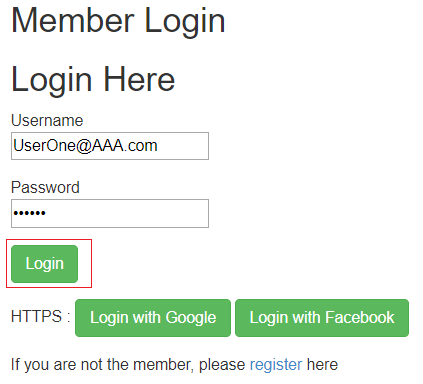 Member Login
Login Here
Username
UserOne@AAA.com
Password
••••••
Login
HTTPS : Login with Google Login with Facebook
If you are not the member, please register here